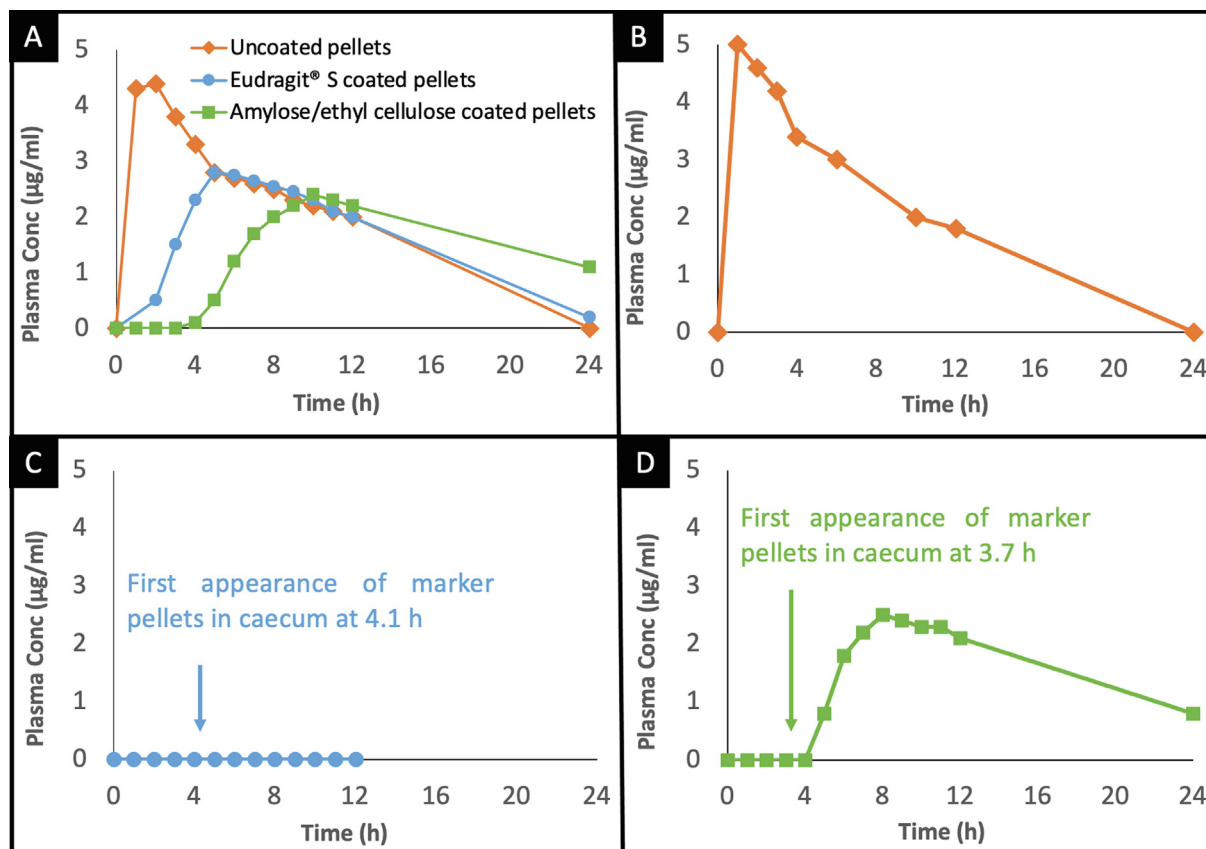 A
Uncoated pellets
Eudragit® S coated pellets
Amylose/ethyl cellulose coated pellets
Plasma Conc (µg/ml)
5
4
3
2
1
0
0 4 8 12 16 20 24
Time (h)
B
Plasma Conc (µg/ml)
5
4
3
2
1
0
0 4 8 12 16 20 24
Time (h)
C
Plasma Conc (µg/ml)
5
4
3
2
1
0
First appearance of marker
pellets in caecum at 4.1 h
0 4 8 12 16 20 24
Time (h)
D
Plasma Conc (µg/ml)
5
4
3
2
1
0
First appearance of marker
pellets in caecum at 3.7 h
0 4 8 12 16 20 24
Time (h)